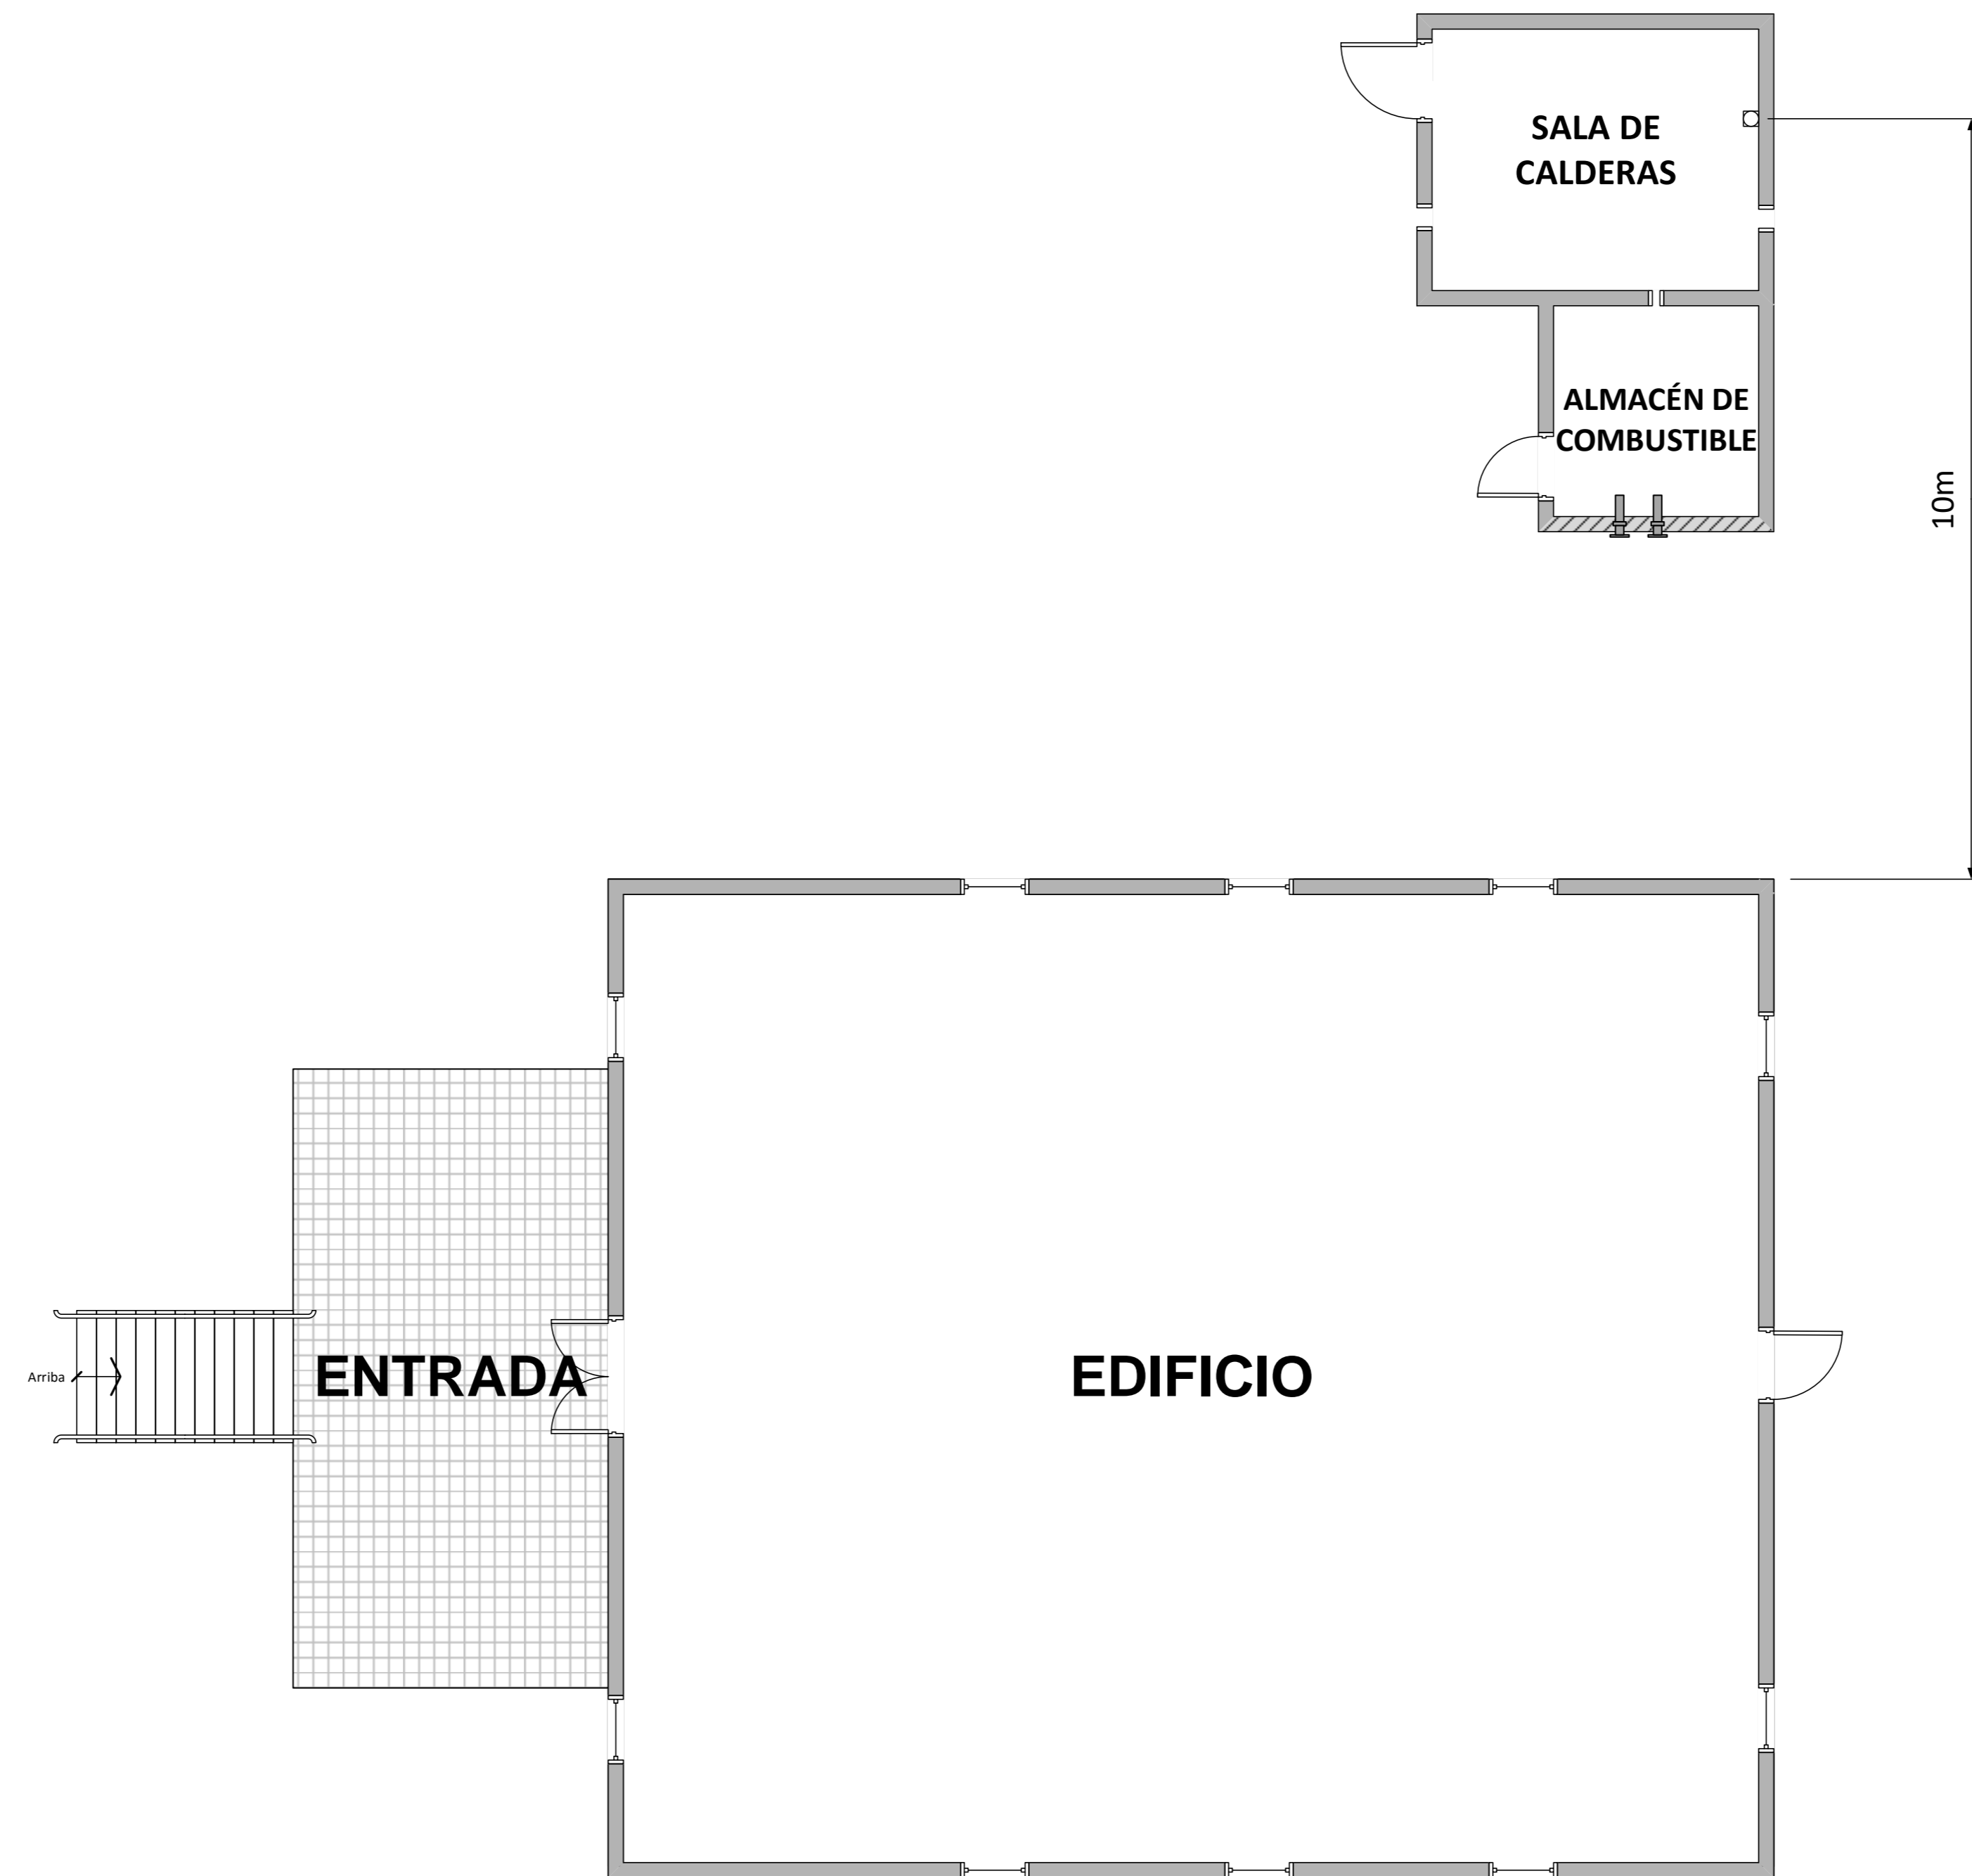 SALA DE
CALDERAS
ALMACÉN DE
COMBUSTIBLE
10m
Arriba
ENTRADA
EDIFICIO